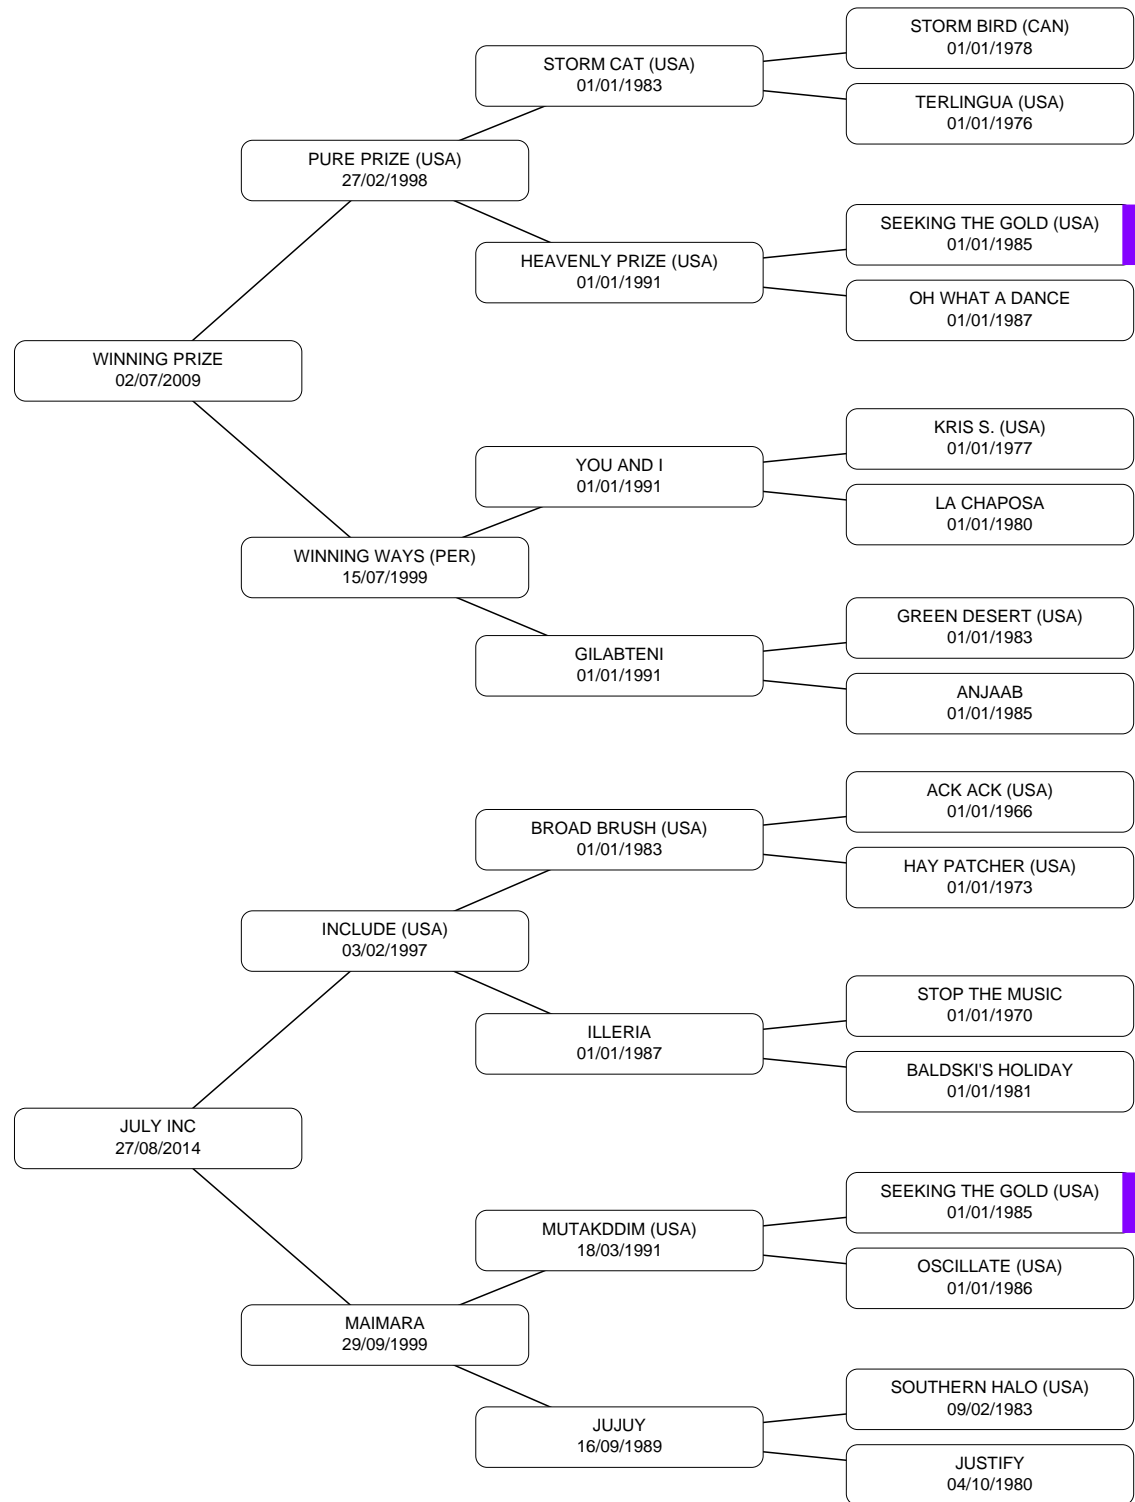 STORM BIRD (CAN)
01/01/1978
STORM CAT (USA)
01/01/1983
TERLINGUA (USA)
01/01/1976
PURE PRIZE (USA)
27/02/1998
SEEKING THE GOLD (USA)
01/01/1985
HEAVENLY PRIZE (USA)
01/01/1991
OH WHAT A DANCE
01/01/1987
WINNING PRIZE
02/07/2009
KRIS S. (USA)
01/01/1977
YOU AND I
01/01/1991
LA CHAPOSA
01/01/1980
WINNING WAYS (PER)
15/07/1999
GREEN DESERT (USA)
01/01/1983
GILABTENI
01/01/1991
ANJAAB
01/01/1985
ACK ACK (USA)
01/01/1966
BROAD BRUSH (USA)
01/01/1983
HAY PATCHER (USA)
01/01/1973
INCLUDE (USA)
03/02/1997
STOP THE MUSIC
01/01/1970
ILLERIA
01/01/1987
BALDSKI'S HOLIDAY
01/01/1981
JULY INC
27/08/2014
SEEKING THE GOLD (USA)
01/01/1985
MUTAKDDIM (USA)
18/03/1991
OSCILLATE (USA)
01/01/1986
MAIMARA
29/09/1999
SOUTHERN HALO (USA)
09/02/1983
JUJUY
16/09/1989
JUSTIFY
04/10/1980